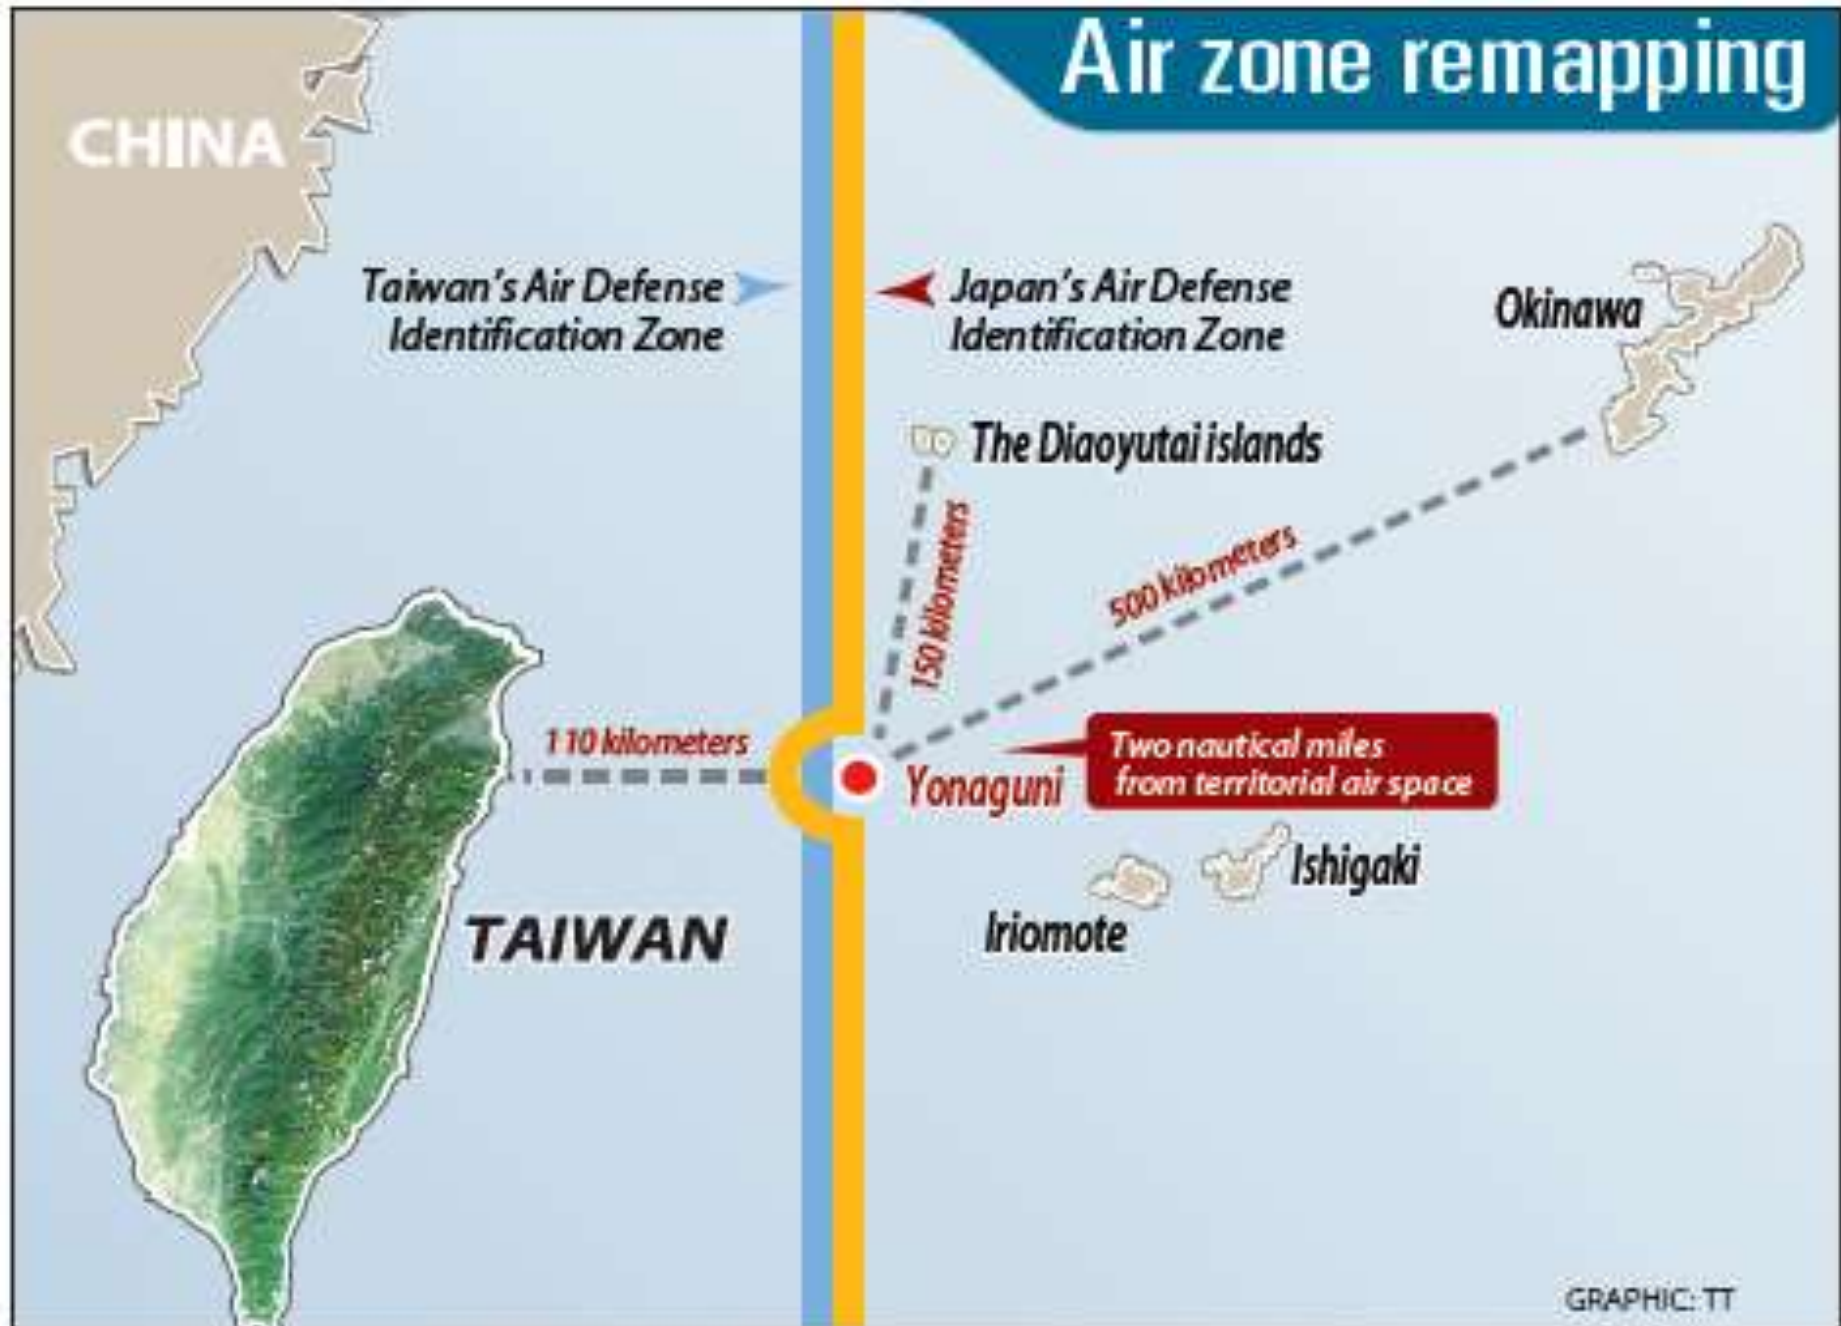 Air zone remapping
CHINA
Taiwan's Air Defense
Identification Zone
Japan's Air Defense
Identification Zone
Okinawa
The Diaoyutai islands
150 kilometers
500 kilometers
110 kilometers
Yonaguni
Two nautical miles
from territorial air space
Ishigaki
Iriomote
TAIWAN
GRAPHIC: TT